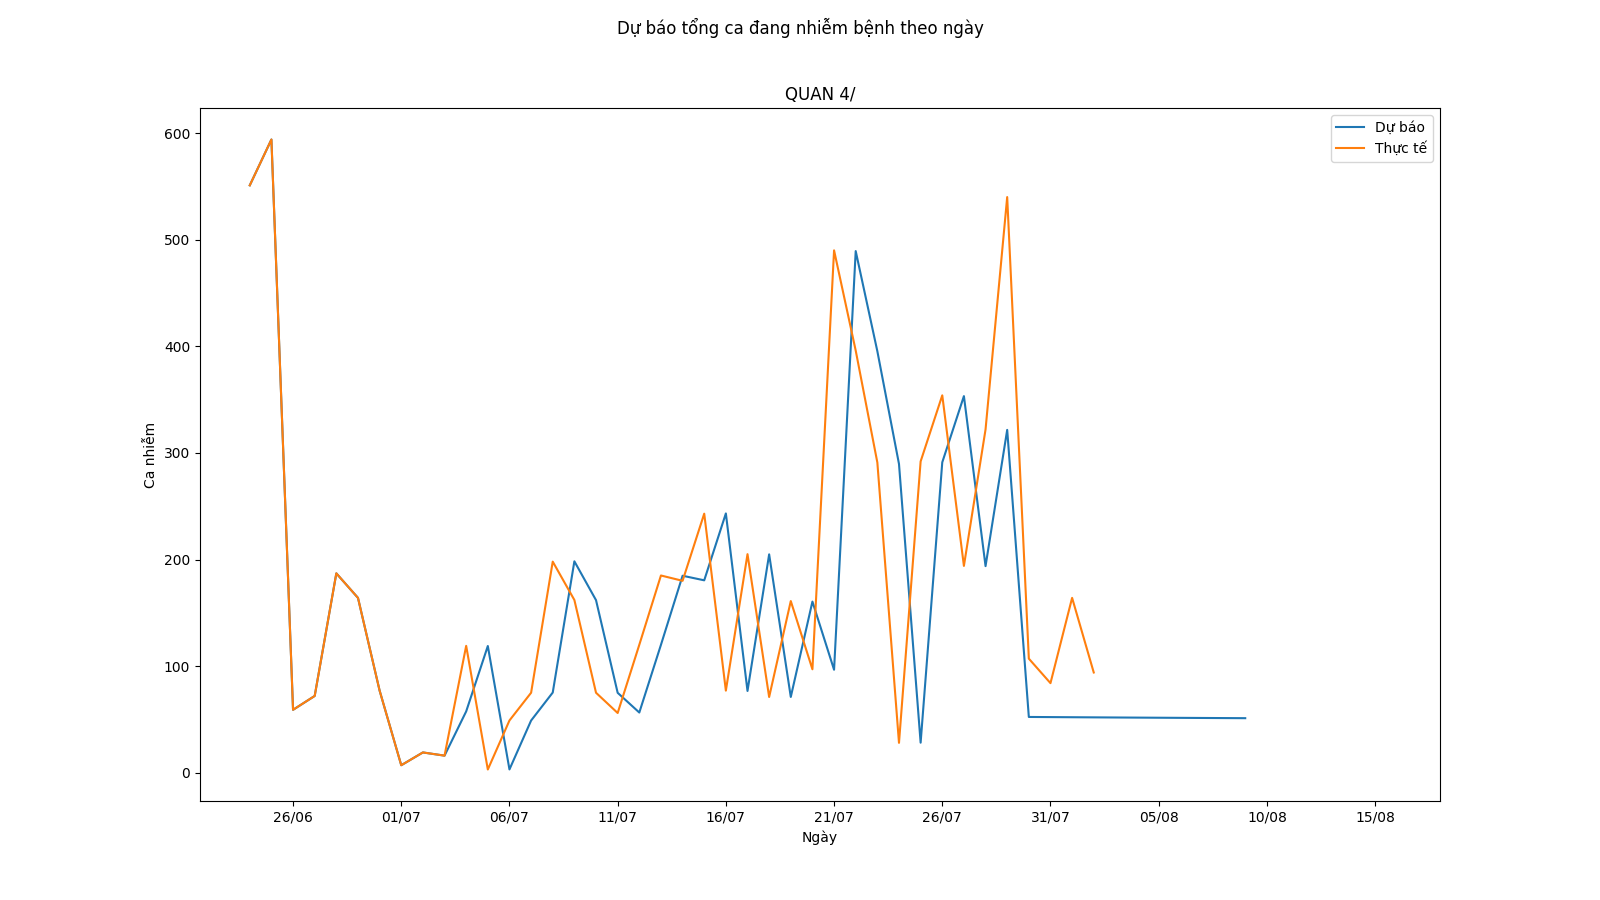 Dự báo tổng ca đang nhiễm bệnh theo ngày
QUAN 4/
Dự báo
Thực tế
600
500
400
300
200
100
0
Ca nhiễm
26/06 01/07 06/07 11/07 16/07 21/07 26/07 31/07 05/08 10/08 15/08
Ngày